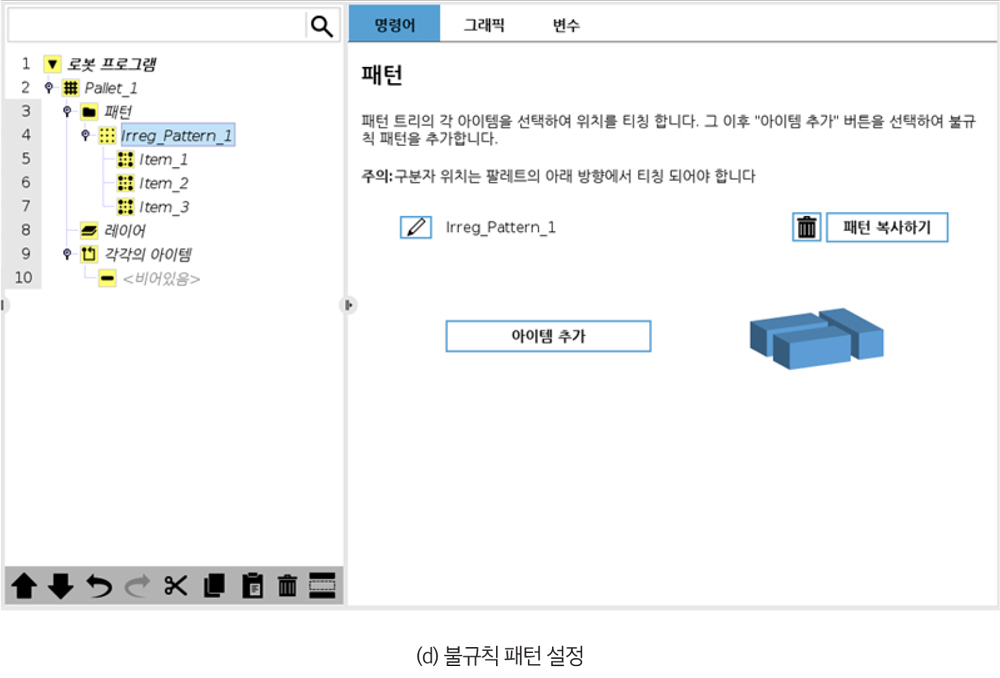 명령어 그래픽 변수
1 로봇 프로그램
2 Pallet_1
3 패턴
4 Irreg_Pattern_1
5 Item_1
6 Item_2
7 Item_3
8 레이어
9 각각의 아이템
10 <비어있음>
패턴
패턴 트리의 각 아이템을 선택하여 위치를 티칭 합니다. 그 이후 "아이템 추가" 버튼을 선택하여 불규
칙 패턴을 추가합니다.
주의: 구분자 위치는 팔레트의 아래 방향에서 티칭 되어야 합니다
Irreg_Pattern_1 패턴 복사하기
아이템 추가
(d) 불규칙 패턴 설정